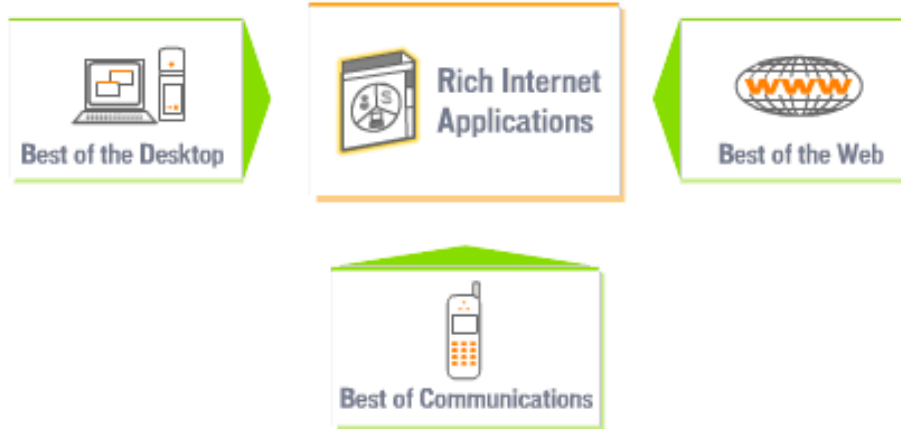 Best of the Desktop
Rich Internet
Applications
WWW
Best of the Web
S
Best of Communications